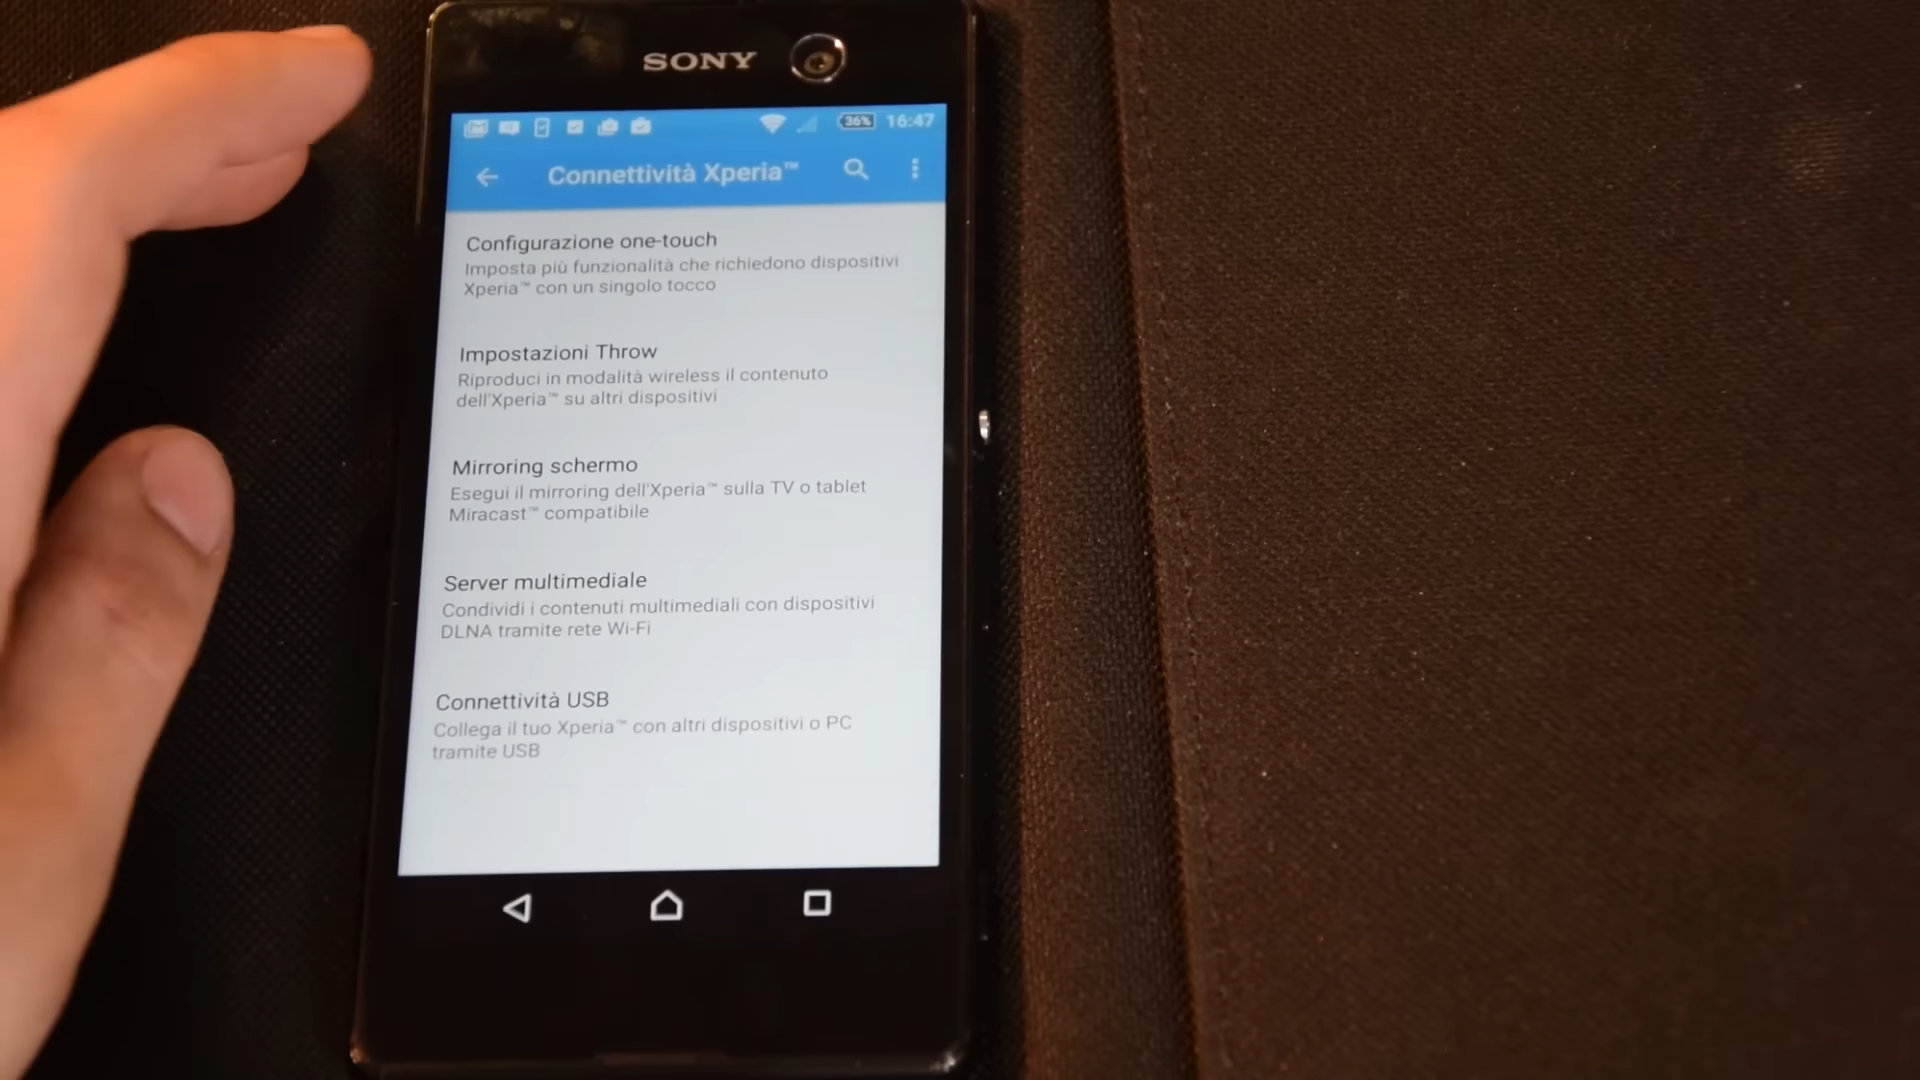 SONY
36% 16:47
Connettività Xperia™
Configurazione one-touch
Imposta più funzionalità che richiedono dispositivi
Xperia™ con un singolo tocco
Impostazioni Throw
Riproduci in modalità wireless il contenuto
dell'Xperia™ su altri dispositivi
Mirroring schermo
Esegui il mirroring dell'Xperia™ sulla TV o tablet
Miracast™ compatibile
Server multimediale
Condividi i contenuti multimediali con dispositivi
DLNA tramite rete Wi-Fi
Connettività USB
Collega il tuo Xperia™ con altri dispositivi o PC
tramite USB